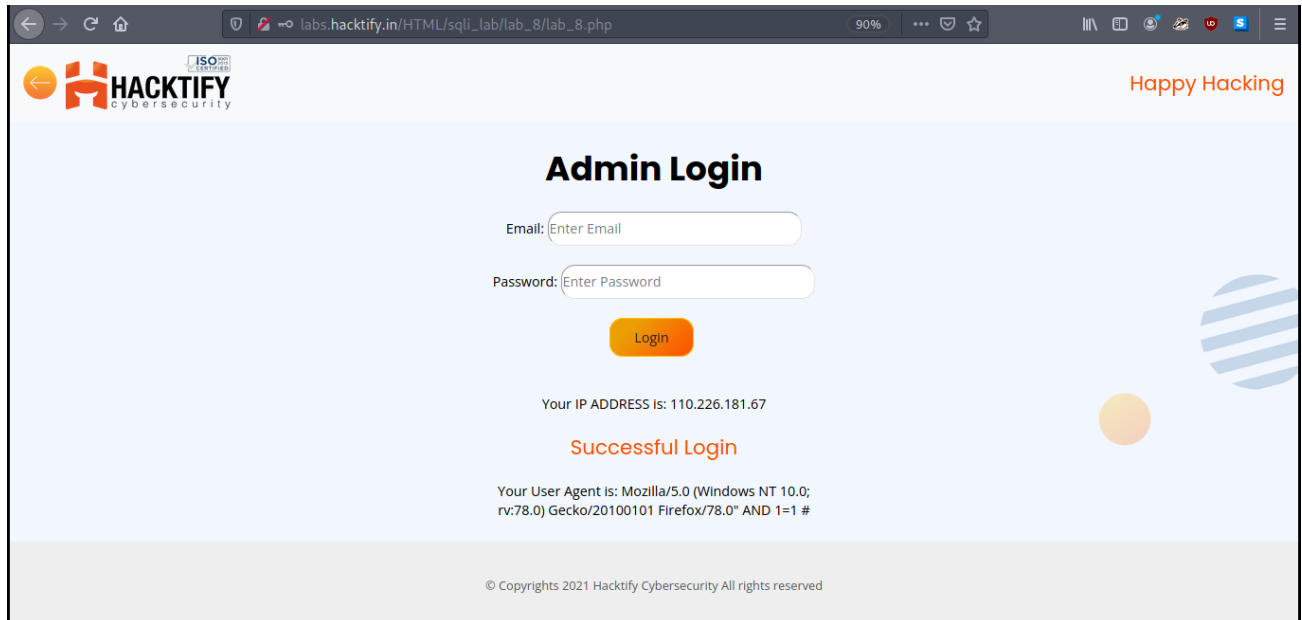 labs.hacktify.in/HTML/sqli_lab/lab_8/lab_8.php
90%
ISO
CERTIFIED
HACKTIFY
cybersecurity
Happy Hacking
Admin Login
Email: Enter Email
Password: Enter Password
Login
Your IP ADDRESS is: 110.226.181.67
Successful Login
Your User Agent is: Mozilla/5.0 (Windows NT 10.0;
rv:78.0) Gecko/20100101 Firefox/78.0" AND 1=1 #
© Copyrights 2021 Hacktify Cybersecurity All rights reserved